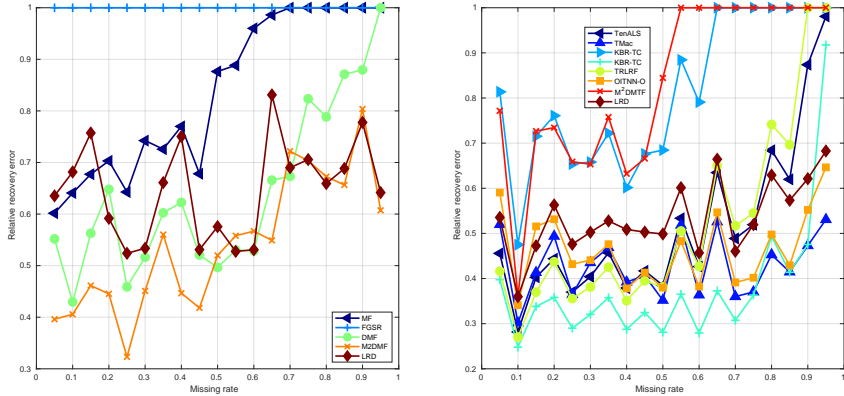 1
0.9
0.8
0.7
0.6
0.5
0.4
0.3
0 0.1 0.2 0.3 0.4 0.5 0.6 0.7 0.8 0.9 1
Missing rate
Relative recovery error
MF
FGSR
DMF
M2DMF
LRD
1
0.9
0.8
0.7
0.6
0.5
0.4
0.3
0.2
0 0.1 0.2 0.3 0.4 0.5 0.6 0.7 0.8 0.9 1
Missing rate
Relative recovery error
TenALS
TMac
KBR-TC
KBR-TC
TRLRF
OITNN-O
M²DMTF
LRD